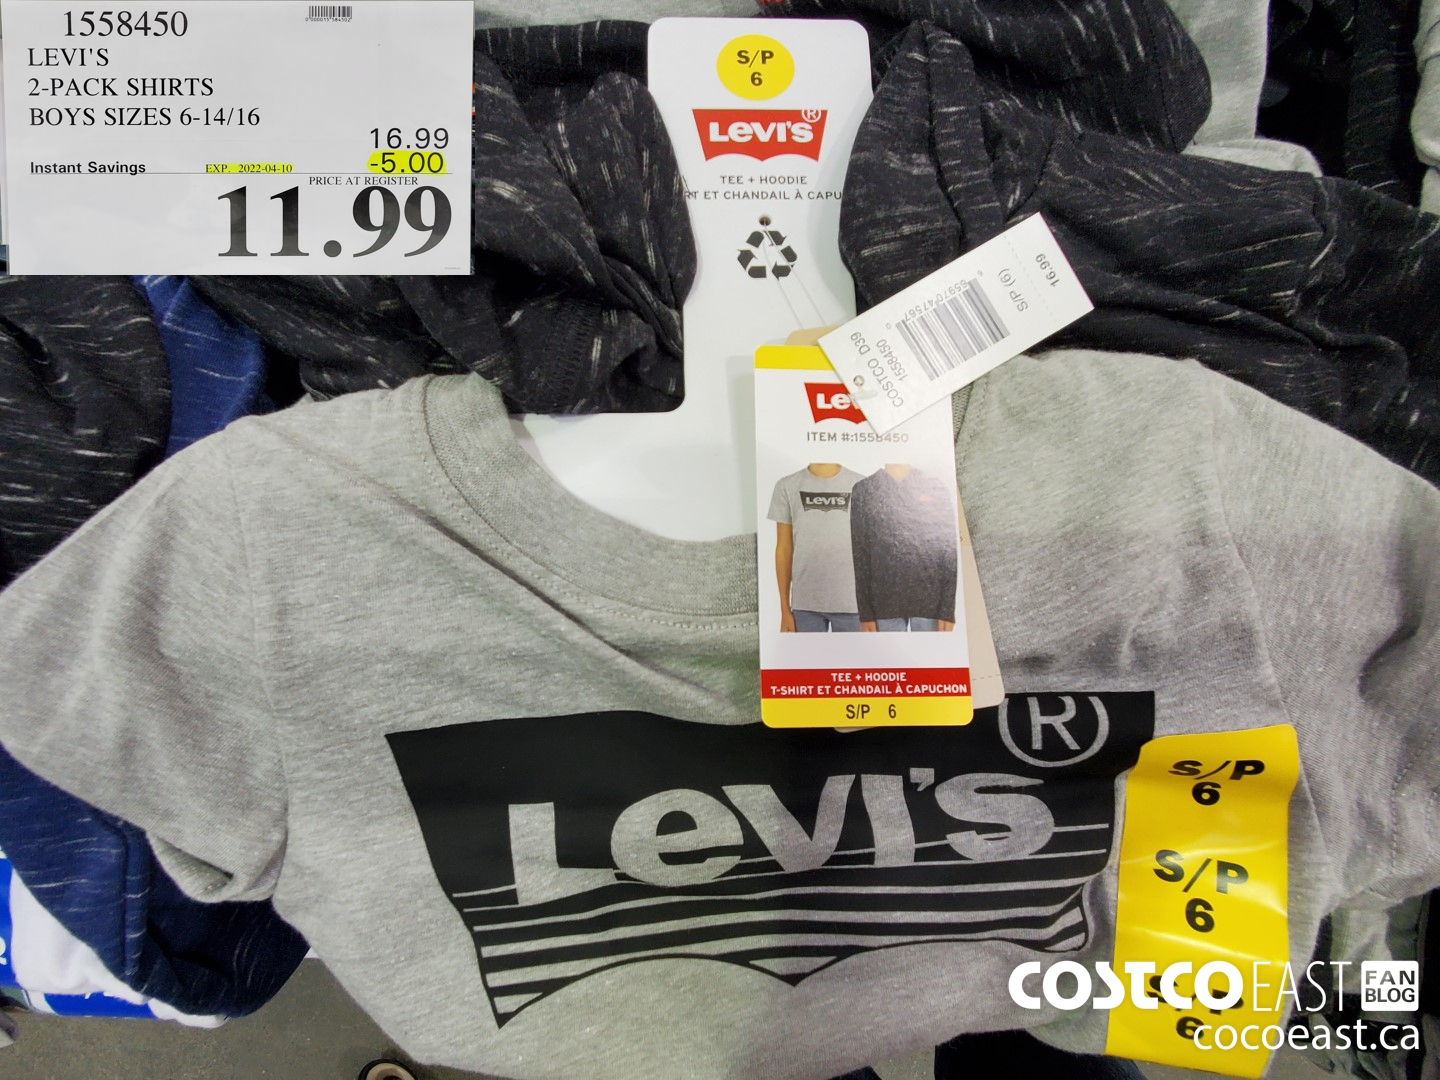 1558450
LEVI'S
2-PACK SHIRTS
BOYS SIZES 6-14/16
16.99
Instant Savings
EXP. 2022-04-10
-5.00
PRICE AT REGISTER
11.99
S/P
6
LEVI'S®
TEE + HOODIE
RT ET CHANDAIL À CAPU
16.99
S/P (6)
COSTCO D39
1558450
Le
ITEM #:1558450
LEVI'S
TEE + HOODIE
T-SHIRT ET CHANDAIL À CAPUCHON
S/P 6
LEVI'S®
S/P
6
S/P
6
S/P
6
COSTCO EAST FAN BLOG
cocoeast.ca